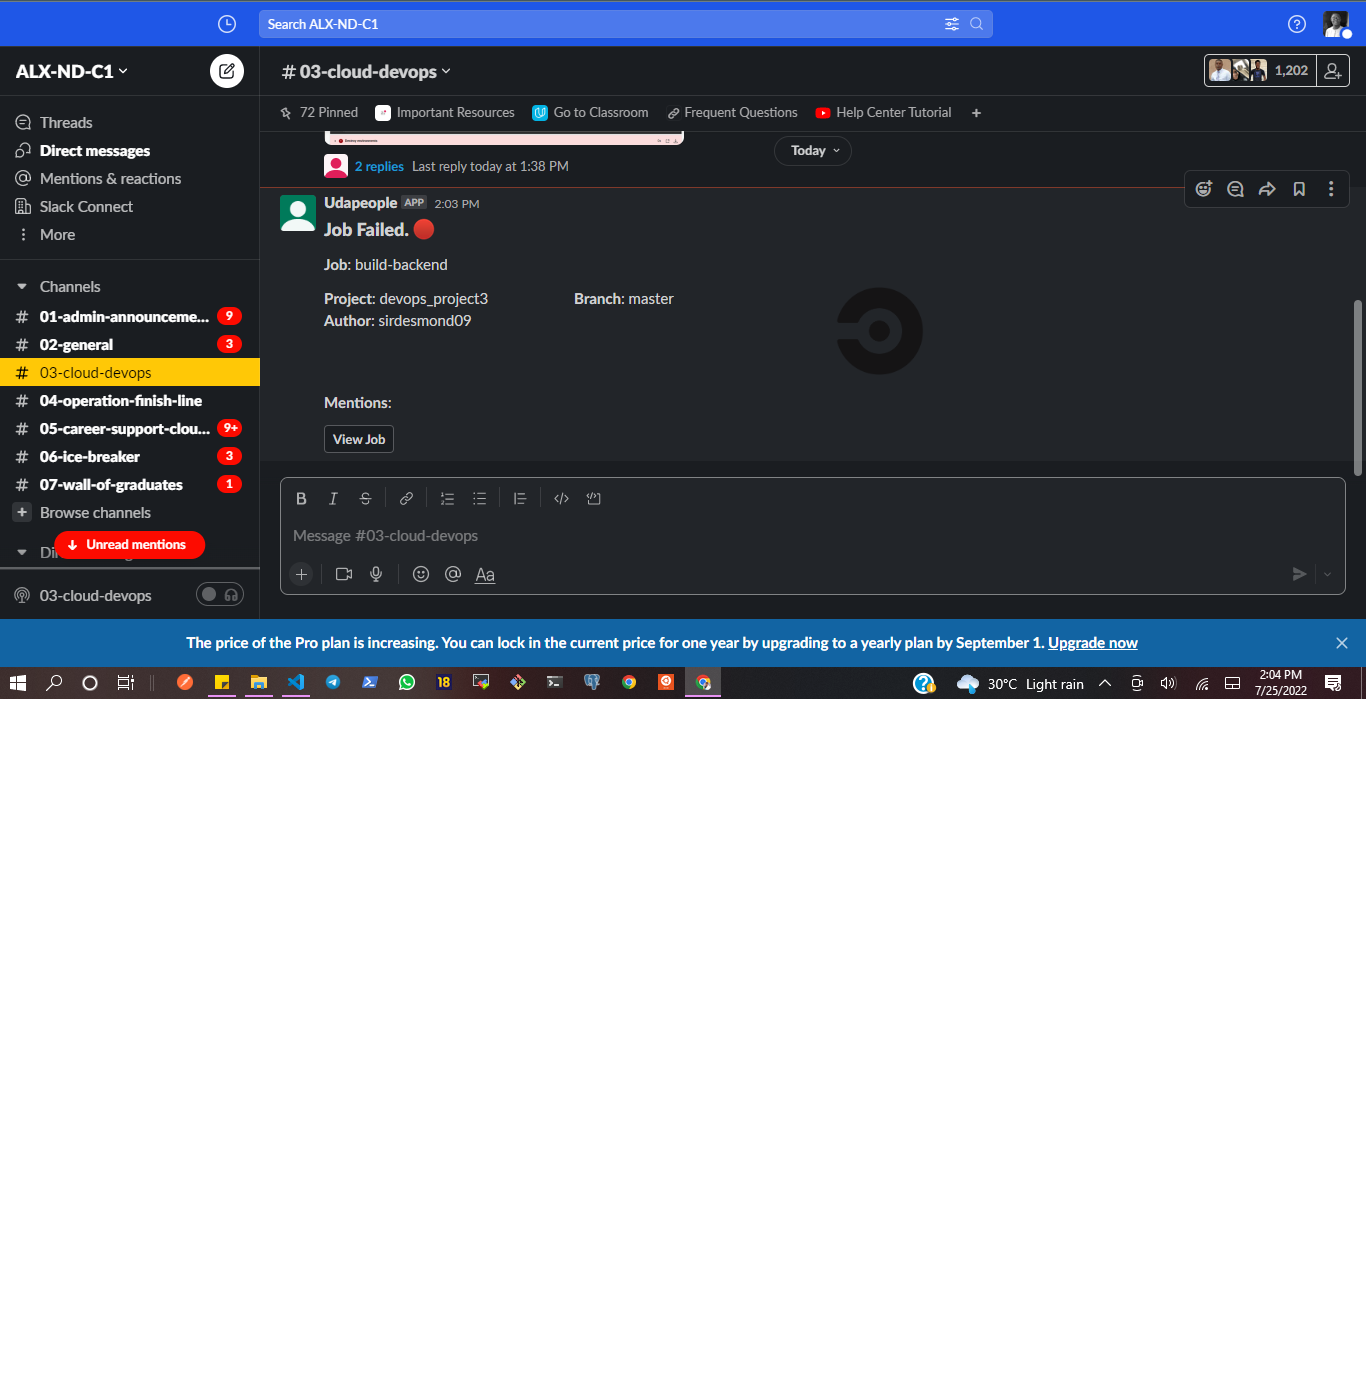 Search ALX-ND-C1
ALX-ND-C1
# 03-cloud-devops
1,202
72 Pinned
Important Resources
Go to Classroom
Frequent Questions
Help Center Tutorial
Threads
Direct messages
Mentions & reactions
Slack Connect
More
Channels
# 01-admin-announceme... 9
# 02-general 3
# 03-cloud-devops
# 04-operation-finish-line
# 05-career-support-clou... 9+
# 06-ice-breaker 3
# 07-wall-of-graduates 1
Browse channels
Unread mentions
03-cloud-devops
Today
2 replies Last reply today at 1:38 PM
Udapeople APP 2:03 PM
Job Failed.
Job: build-backend
Project: devops_project3
Branch: master
Author: sirdesmond09
Mentions:
View Job
Message #03-cloud-devops
Aa
The price of the Pro plan is increasing. You can lock in the current price for one year by upgrading to a yearly plan by September 1. Upgrade now
18
30°C Light rain
2:04 PM
7/25/2022